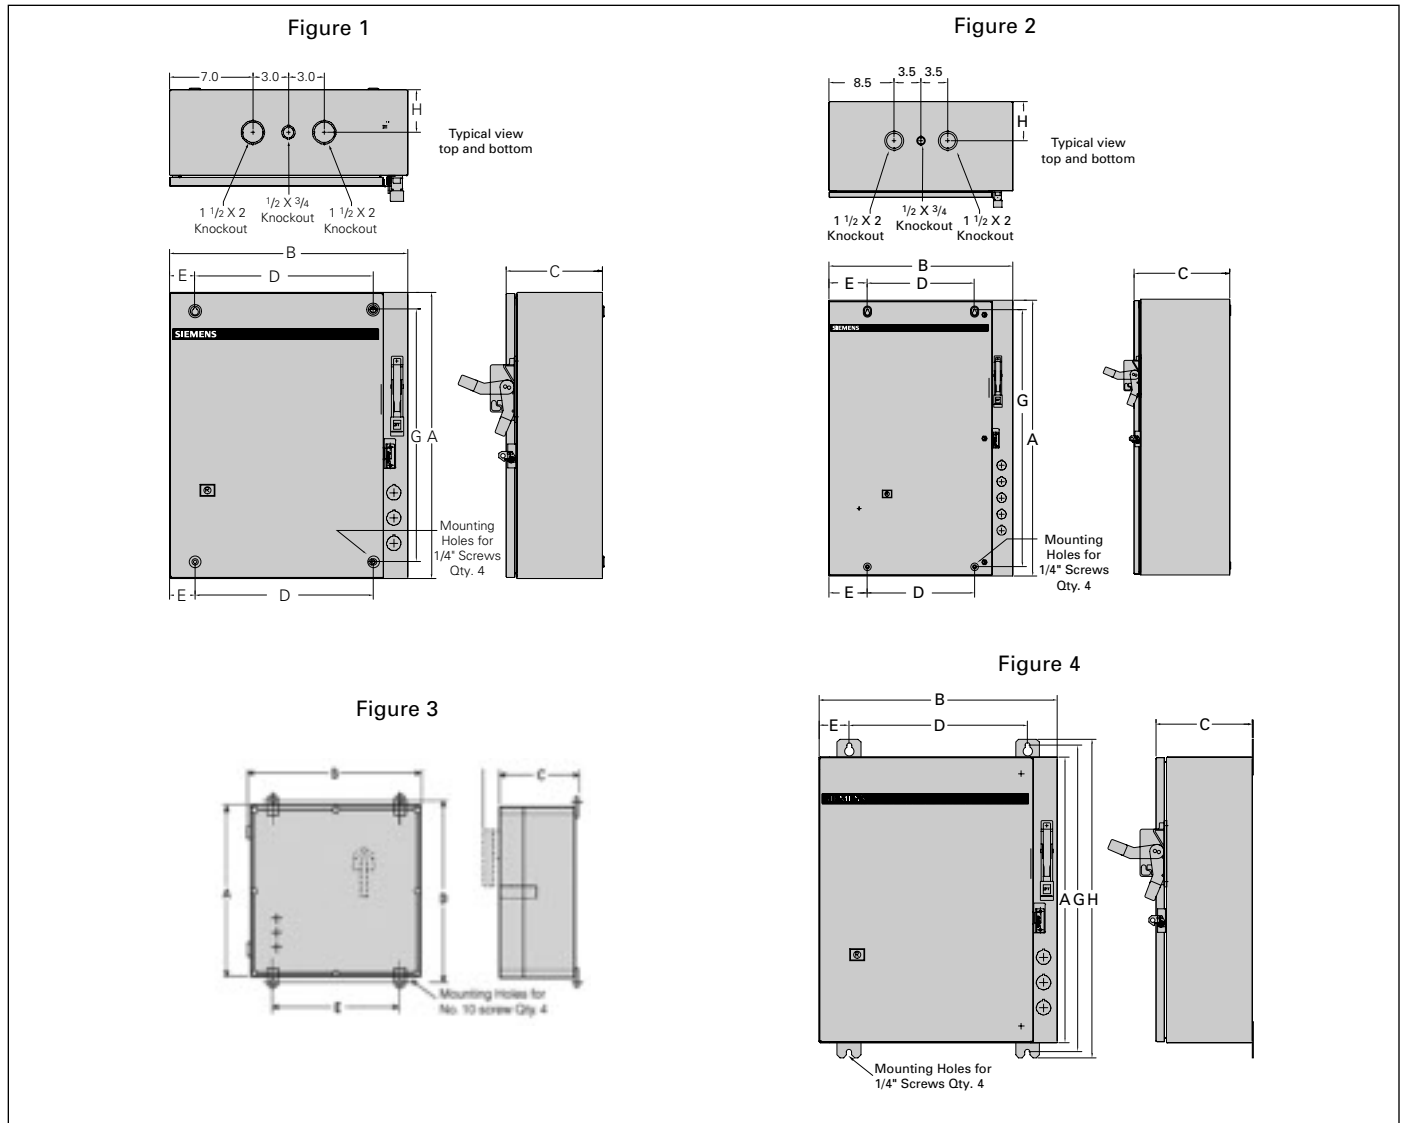 Figure 1
7.0 3.0 3.0
H
Typical view
top and bottom
1 1/2 X 2
Knockout
1/2 X 3/4
Knockout
1 1/2 X 2
Knockout
B
E D
C
SIEMENS
G A
Mounting
Holes for
1/4" Screws
Qty. 4
E D
Figure 2
8.5 3.5 3.5
H
Typical view
top and bottom
1 1/2 X 2
Knockout
1/2 X 3/4
Knockout
1 1/2 X 2
Knockout
B
E D
C
SIEMENS
G
A
Mounting
Holes for
1/4" Screws
Qty. 4
E D
Figure 3
B
C
A
E
Mounting Holes for
No. 10 screw Qty. 4
Figure 4
B
E D
C
SIEMENS
A G H
Mounting Holes for
1/4" Screws Qty. 4